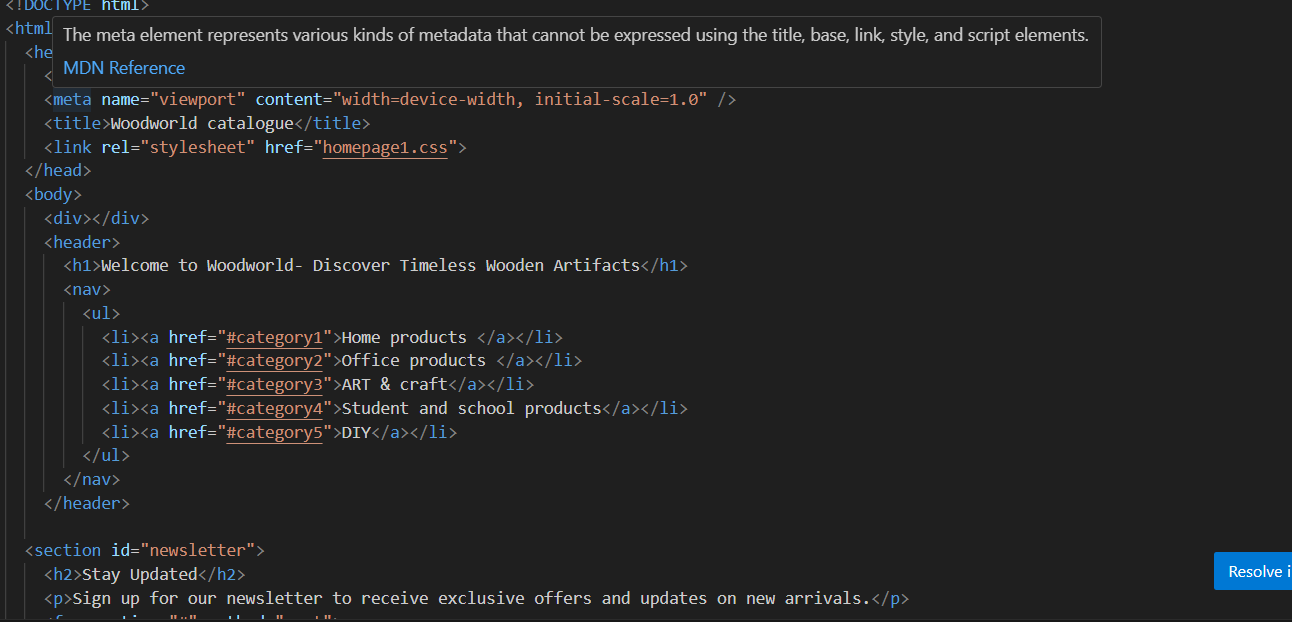 <!DOCTYPE html>
<html
The meta element represents various kinds of metadata that cannot be expressed using the title, base, link, style, and script elements.
<he
MDN Reference
<
<meta name="viewport" content="width=device-width, initial-scale=1.0" />
<title>Woodworld catalogue</title>
<link rel="stylesheet" href="homepage1.css">
</head>
<body>
<div></div>
<header>
<h1>Welcome to Woodworld- Discover Timeless Wooden Artifacts</h1>
<nav>
<ul>
<li><a href="#category1">Home products </a></li>
<li><a href="#category2">Office products </a></li>
<li><a href="#category3">ART & craft</a></li>
<li><a href="#category4">Student and school products</a></li>
<li><a href="#category5">DIY</a></li>
</ul>
</nav>
</header>
<section id="newsletter">
Resolve i
<h2>Stay Updated</h2>
<p>Sign up for our newsletter to receive exclusive offers and updates on new arrivals.</p>